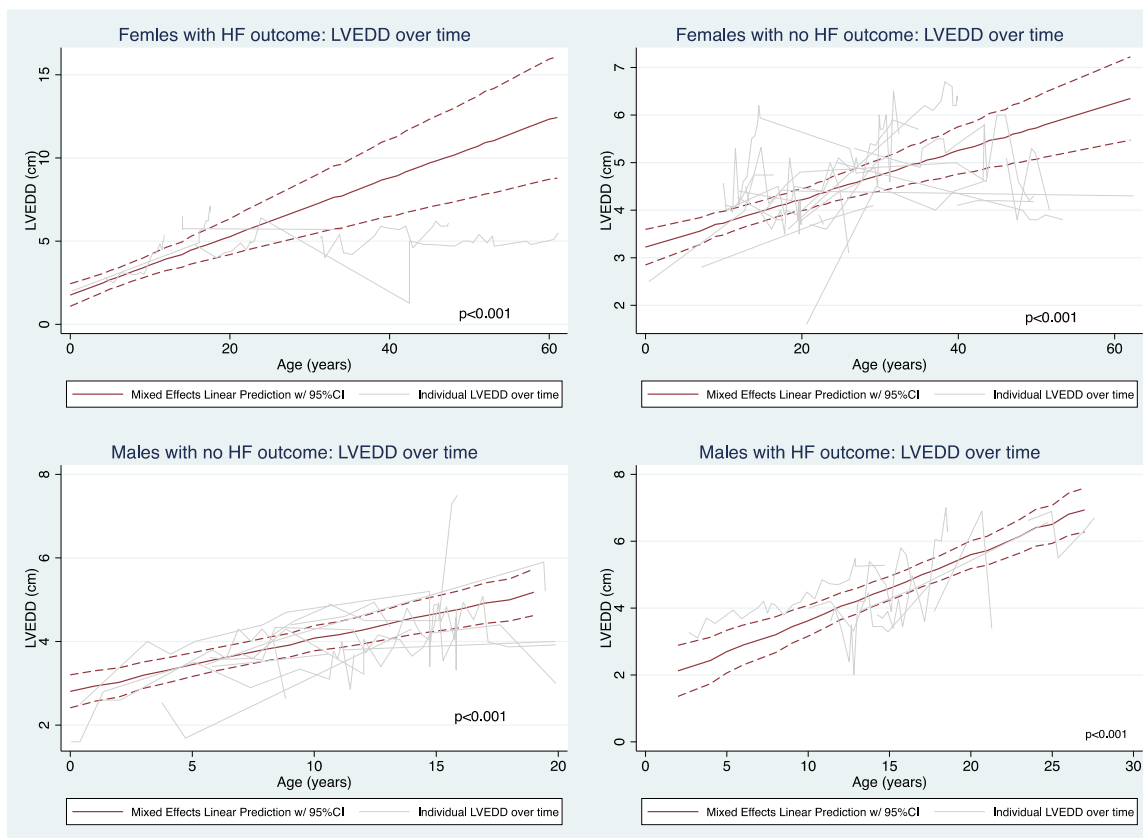 Femles with HF outcome: LVEDD over time
LVEDD (cm)
15
10
5
0
p<0.001
0 20 40 60
Age (years)
Mixed Effects Linear Prediction w/ 95%CI Individual LVEDD over time
Females with no HF outcome: LVEDD over time
LVEDD (cm)
7
6
5
4
3
2
p<0.001
0 20 40 60
Age (years)
Mixed Effects Linear Prediction w/ 95%CI Individual LVEDD over time
Males with no HF outcome: LVEDD over time
LVEDD (cm)
8
6
4
2
p<0.001
0 5 10 15 20
Age (years)
Mixed Effects Linear Prediction w/ 95%CI Individual LVEDD over time
Males with HF outcome: LVEDD over time
LVEDD (cm)
8
6
4
2
0
p<0.001
0 5 10 15 20 25 30
Age (years)
Mixed Effects Linear Prediction w/ 95%CI Individual LVEDD over time